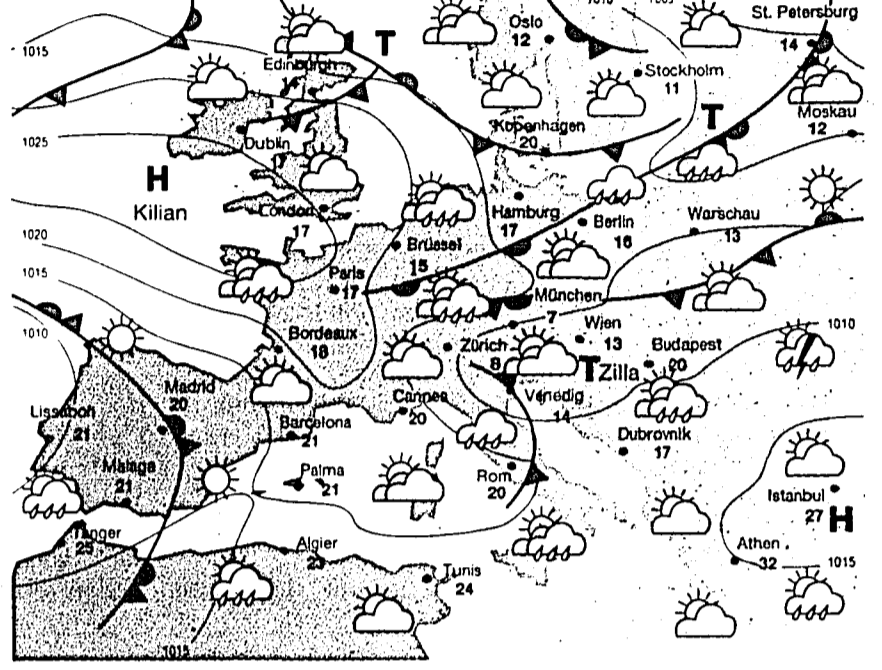 1015
Edinburgh
T
Oslo
12
St. Petersburg
14
Stockholm
11
T
Moskau
12
1025
Dublin
Kopenhagen
20
H
Kilian
London
17
Hamburg
17
Berlin
16
Warschau
13
1020
1015
1010
Brüssel
15
Paris
17
München
7
Wien
13
1010
Bordeaux
18
Zürich
8
T Zilla
Budapest
20
Madrid
20
Cannes
20
Venedig
14
Lissabon
21
Barcelona
21
Dubrovnik
17
Malaga
21
Palma
21
Rom
20
Istanbul
27
H
Tanger
25
Algier
23
Athen
32
1015
Tunis
24
1015